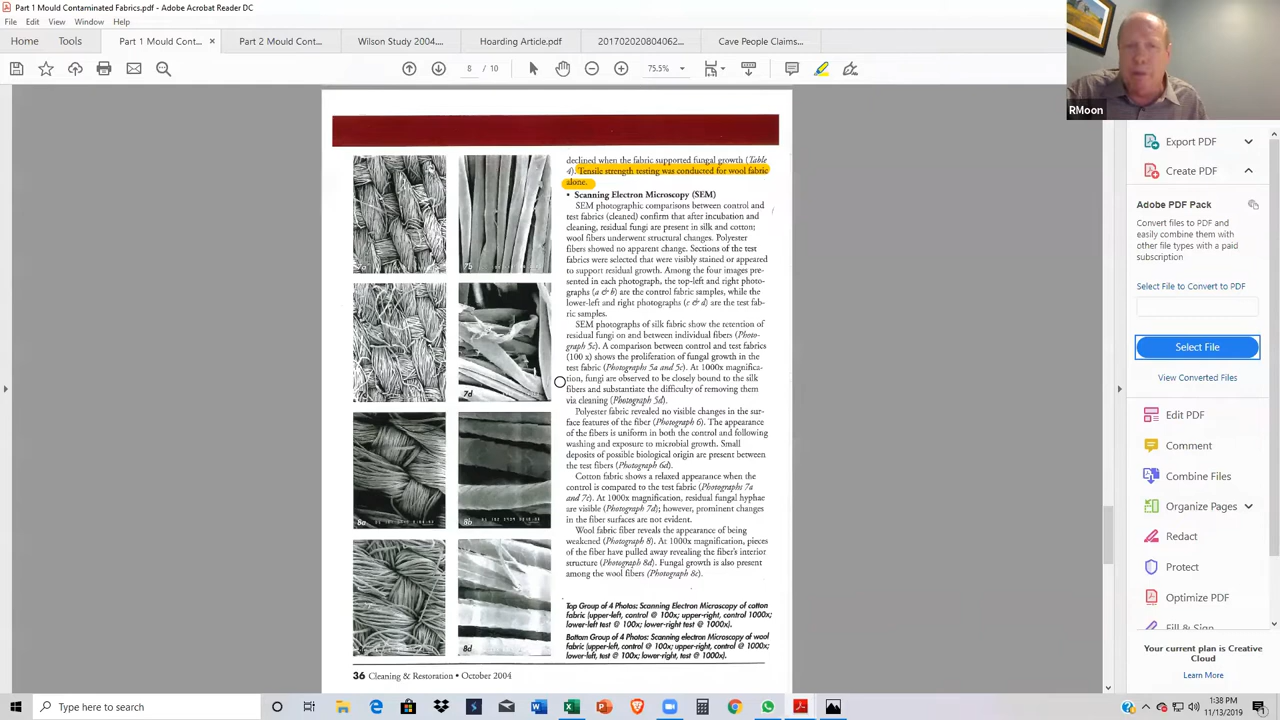 Part 1 Mould Contaminated Fabrics.pdf - Adobe Acrobat Reader DC
File Edit View Window Help
Home Tools Part 1 Mould Cont... × Part 2 Mould Cont... Wilson Study 2004.... Hoarding Article.pdf 201702020804062... Cave People Claims...
8 / 10 75.5%
RMoon
declined when the fabric supported fungal growth (Table
4). Tensile strength testing was conducted for wool fabric
alone.
• Scanning Electron Microscopy (SEM)
SEM photographic comparisons between control and
test fabrics (cleaned) confirm that after incubation and
cleaning, residual fungi are present in silk and cotton;
wool fibers underwent structural changes. Polyester
fibers showed no apparent change. Sections of the test
fabrics were selected that were visibly stained or appeared
to support residual growth. Among the four images pre-
sented in each photograph, the top-left and right photo-
graphs (a & b) are the control fabric samples, while the
lower-left and right photographs (c & d) are the test fab-
ric samples.
SEM photographs of silk fabric show the retention of
residual fungi on and between individual fibers (Photo-
graph 5c). A comparison between control and test fabrics
(100 x) shows the proliferation of fungal growth in the
test fabric (Photographs 5a and 5c). At 1000x magnifica-
tion, fungi are observed to be closely bound to the silk
fibers and substantiate the difficulty of removing them
via cleaning (Photograph 5d).
Polyester fabric revealed no visible changes in the sur-
face features of the fiber (Photograph 6). The appearance
of the fibers is uniform in both the control and following
washing and exposure to microbial growth. Small
deposits of possible biological origin are present between
the test fibers (Photograph 6d).
Cotton fabric shows a relaxed appearance when the
control is compared to the test fabric (Photographs 7a
and 7c). At 1000x magnification, residual fungal hyphae
are visible (Photograph 7d); however, prominent changes
in the fiber surfaces are not evident.
Wool fabric fiber reveals the appearance of being
weakened (Photograph 8). At 1000x magnification, pieces
of the fiber have pulled away revealing the fiber's interior
structure (Photograph 8d). Fungal growth is also present
among the wool fibers (Photograph 8c).
Top Group of 4 Photos: Scanning Electron Microscopy of cotton
fabric (upper-left, control @ 100x; upper-right, control 1000x;
lower-left test @ 100x; lower-right test @ 1000x).
Bottom Group of 4 Photos: Scanning electron Microscopy of wool
fabric (upper-left, control @ 100x; upper-right, control @ 1000x;
lower-left, test @ 100x; lower-right, test @ 1000x).
7b
7d
8a
8b
8d
36 Cleaning & Restoration • October 2004
Export PDF
Create PDF
Adobe PDF Pack
Convert files to PDF and
easily combine them with
other file types with a paid
subscription
Select File to Convert to PDF
Select File
View Converted Files
Edit PDF
Comment
Combine Files
Organize Pages
Redact
Protect
Optimize PDF
Fill & Sign
Your current plan is Creative
Cloud
Learn More
Type here to search
1:38 PM
11/13/2019